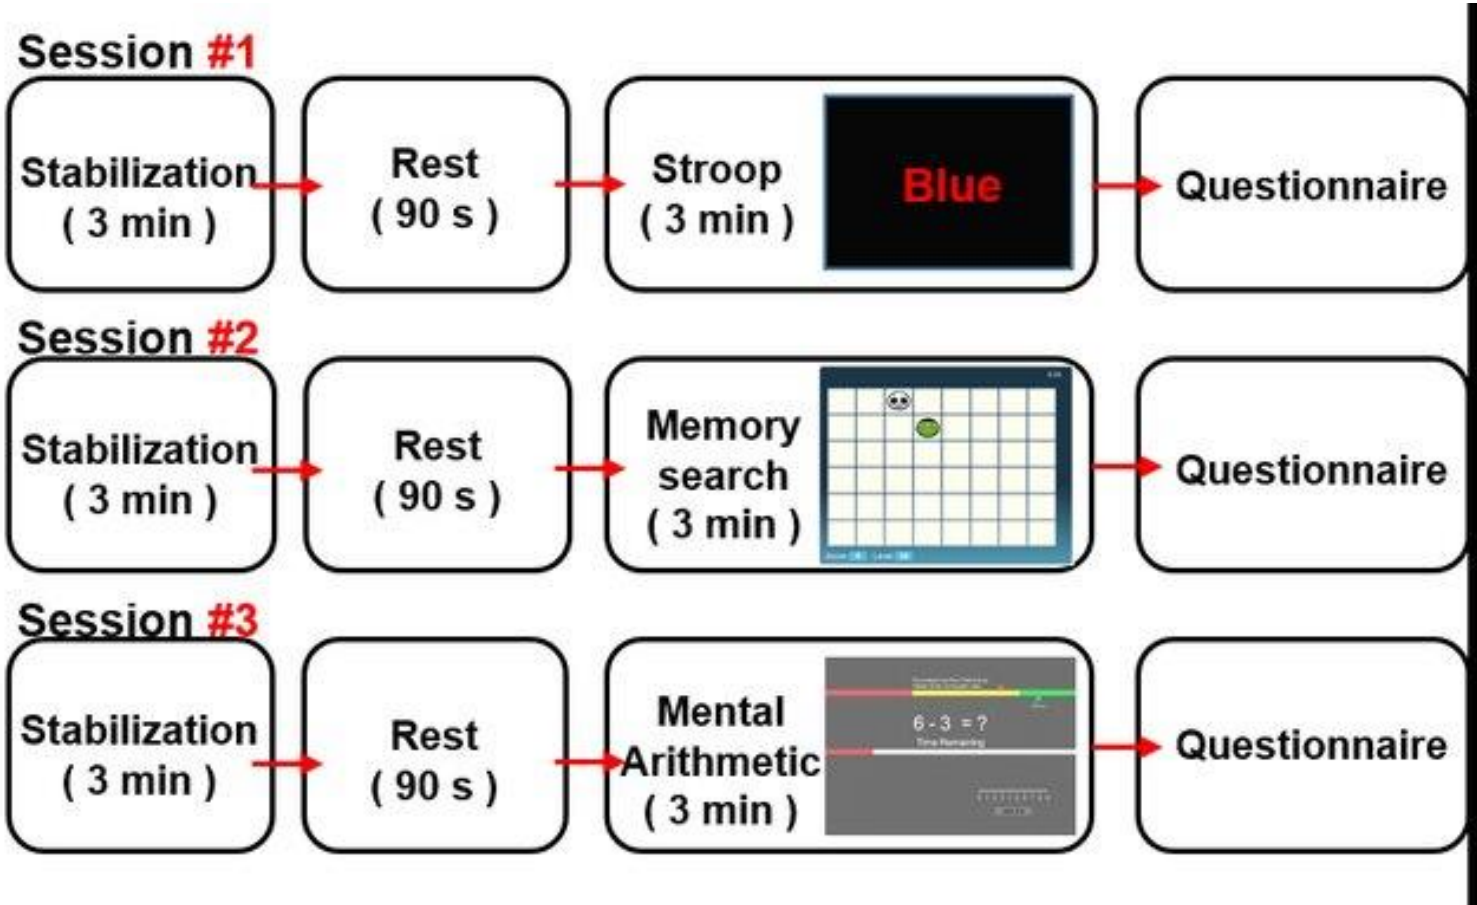 Session #1
Stabilization
( 3 min )
Rest
( 90 s )
Stroop
( 3 min )
Blue
Questionnaire
Session #2
Stabilization
( 3 min )
Rest
( 90 s )
Memory
search
( 3 min )
Questionnaire
Session #3
Stabilization
( 3 min )
Rest
( 90 s )
Mental
Arithmetic
( 3 min )
6 - 3 = ?
Time Remaining
Questionnaire